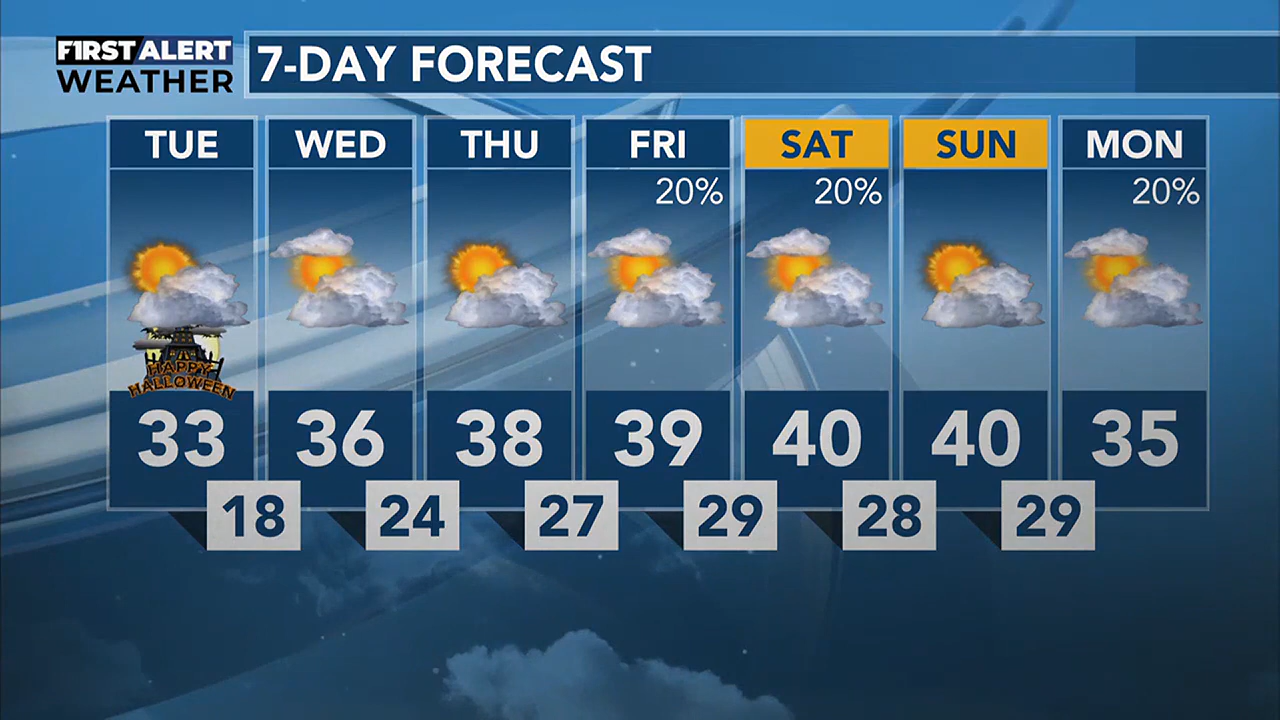 FIRST ALERT
WEATHER
7-DAY FORECAST
TUE WED THU FRI SAT SUN MON
20% 20% 20%
HAPPY
HALLOWEEN
33 36 38 39 40 40 35
18 24 27 29 28 29